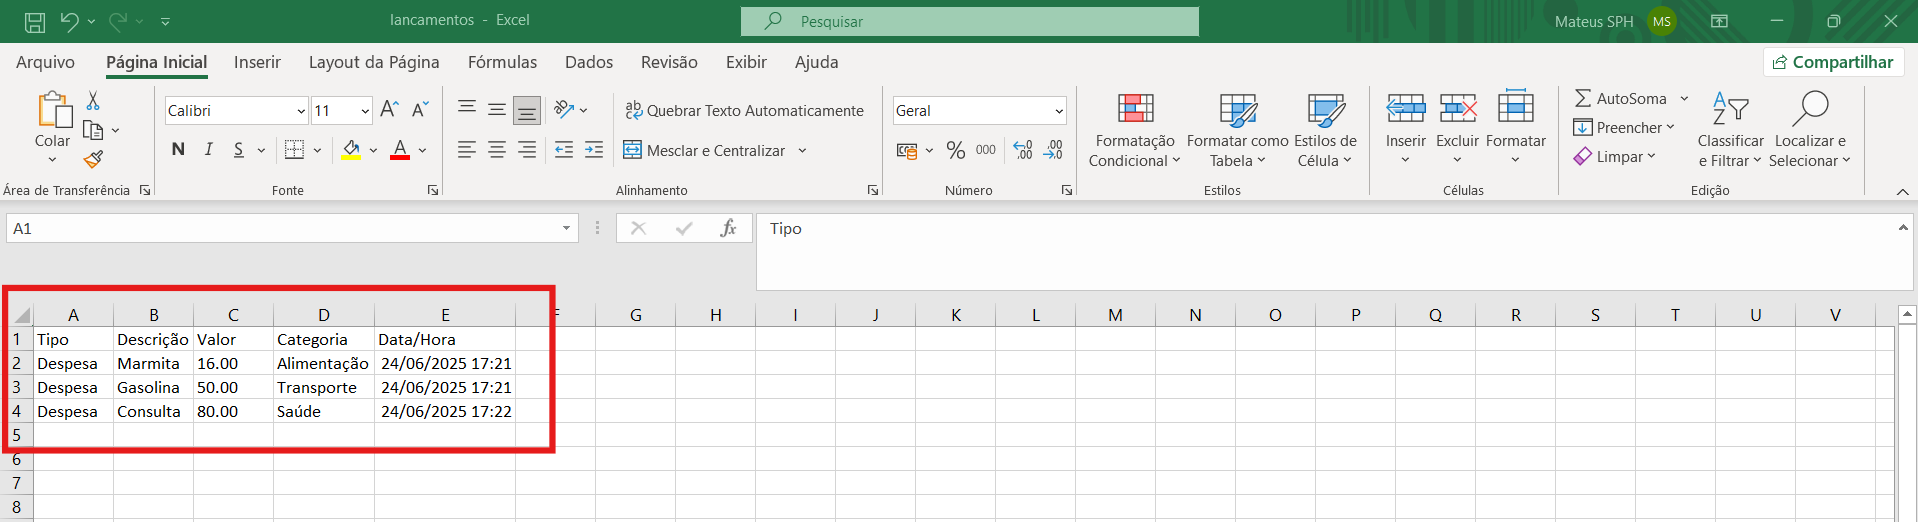 lancamentos - Excel
Pesquisar
Mateus SPH MS
Arquivo Página Inicial Inserir Layout da Página Fórmulas Dados Revisão Exibir Ajuda
Compartilhar
Colar
Área de Transferência
Calibri 11 A A
N I S A
Fonte
ab Quebrar Texto Automaticamente
Mesclar e Centralizar
Alinhamento
Geral
% 000 ,00 ,00
Número
Formatação Condicional
Formatar como Tabela
Estilos de Célula
Estilos
Inserir Excluir Formatar
Células
AutoSoma
Preencher
Limpar
Classificar e Filtrar
Localizar e Selecionar
Edição
A1 fx Tipo
A B C D E F G H I J K L M N O P Q R S T U V
1 Tipo Descrição Valor Categoria Data/Hora
2 Despesa Marmita 16.00 Alimentação 24/06/2025 17:21
3 Despesa Gasolina 50.00 Transporte 24/06/2025 17:21
4 Despesa Consulta 80.00 Saúde 24/06/2025 17:22
5
6
7
8